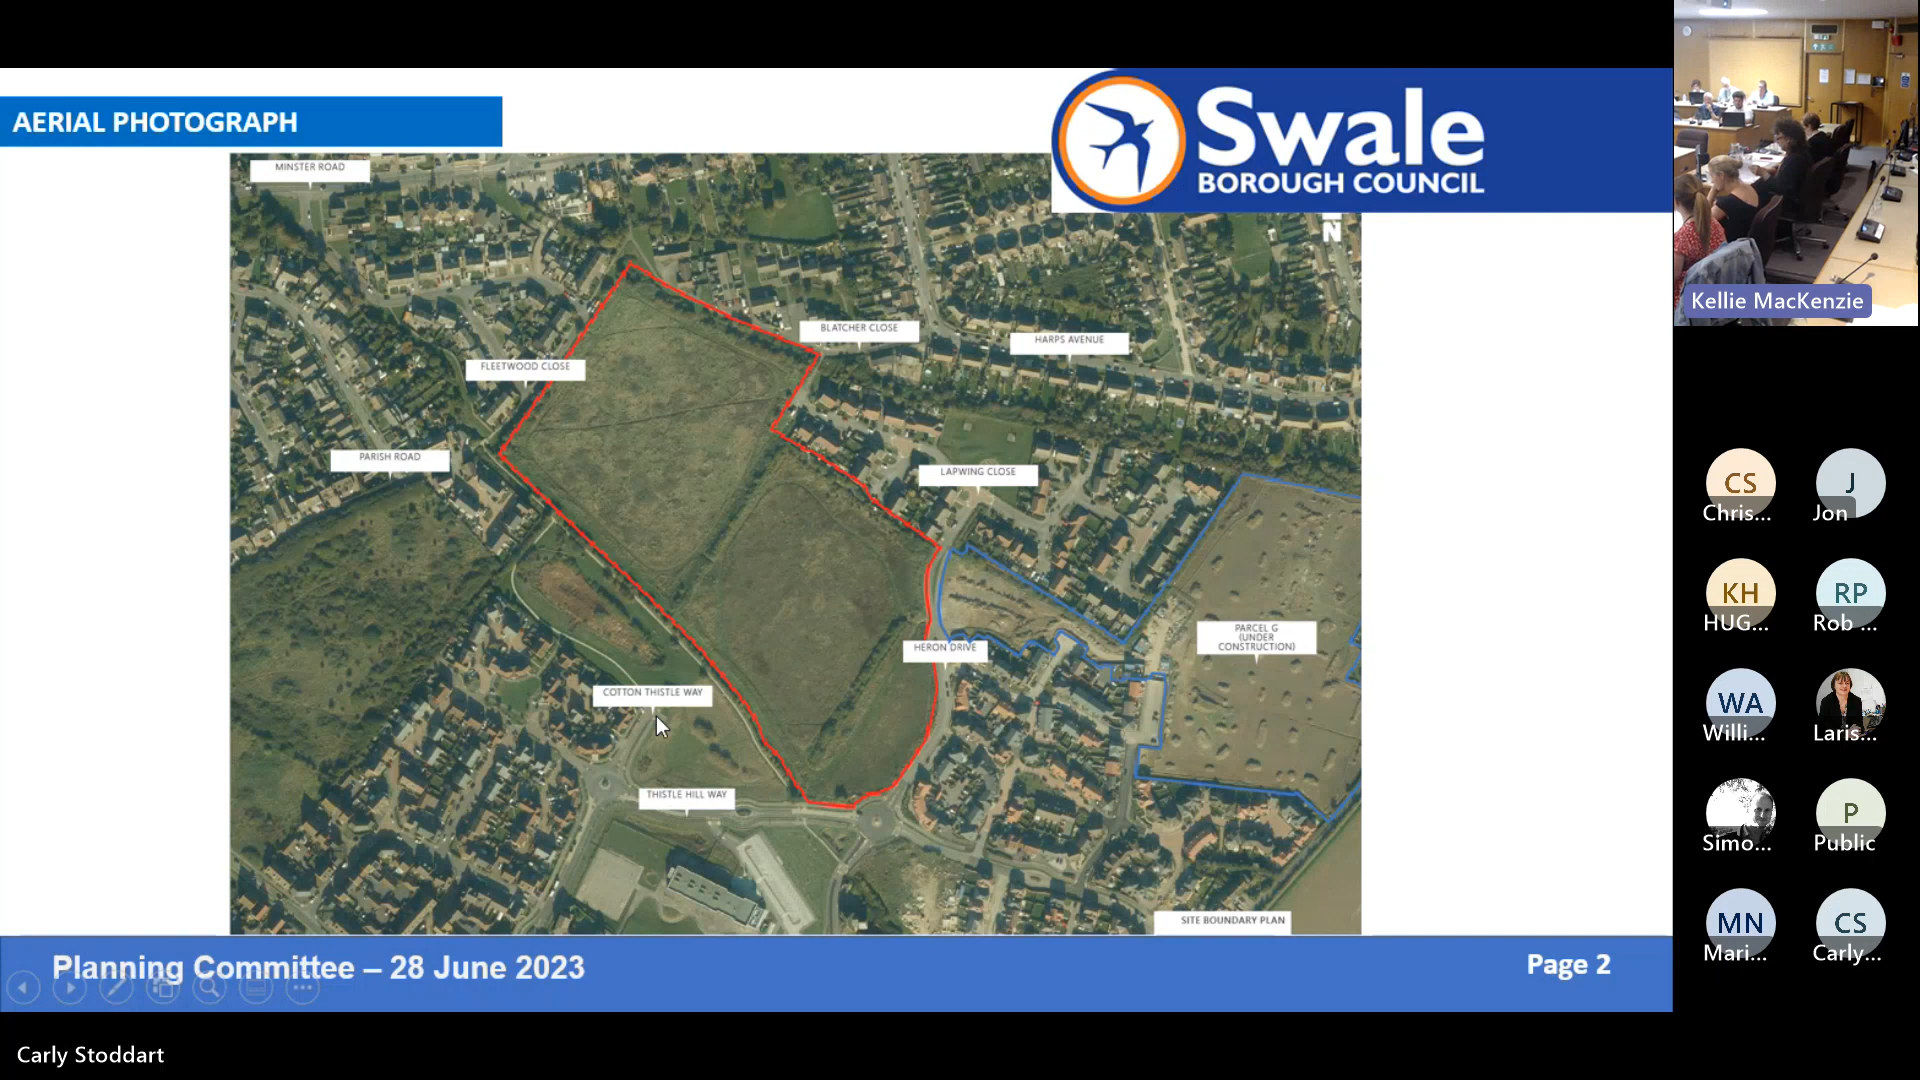 AERIAL PHOTOGRAPH
Swale
BOROUGH COUNCIL
MINSTER ROAD
N
BLATCHER CLOSE
HARPS AVENUE
FLEETWOOD CLOSE
PARISH ROAD
LAPWING CLOSE
PARCEL G
(UNDER
CONSTRUCTION)
HERON DRIVE
COTTON THISTLE WAY
THISTLE HILL WAY
SITE BOUNDARY PLAN
Planning Committee – 28 June 2023
Page 2
Carly Stoddart
Kellie MacKenzie
CS
Chris...
J
Jon
KH
HUG...
RP
Rob ...
WA
Willi...
Laris...
Simo...
P
Public
MN
Mari...
CS
Carly...